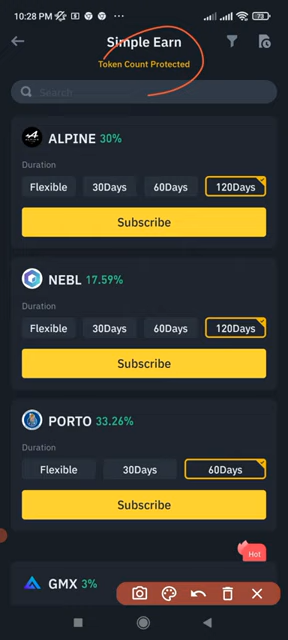 10:28 PM
73
Simple Earn
Token Count Protected
Search
ALPINE 30%
Duration
Flexible 30Days 60Days 120Days
Subscribe
NEBL 17.59%
Duration
Flexible 30Days 60Days 120Days
Subscribe
PORTO 33.26%
Duration
Flexible 30Days 60Days
Subscribe
Hot
GMX 3%